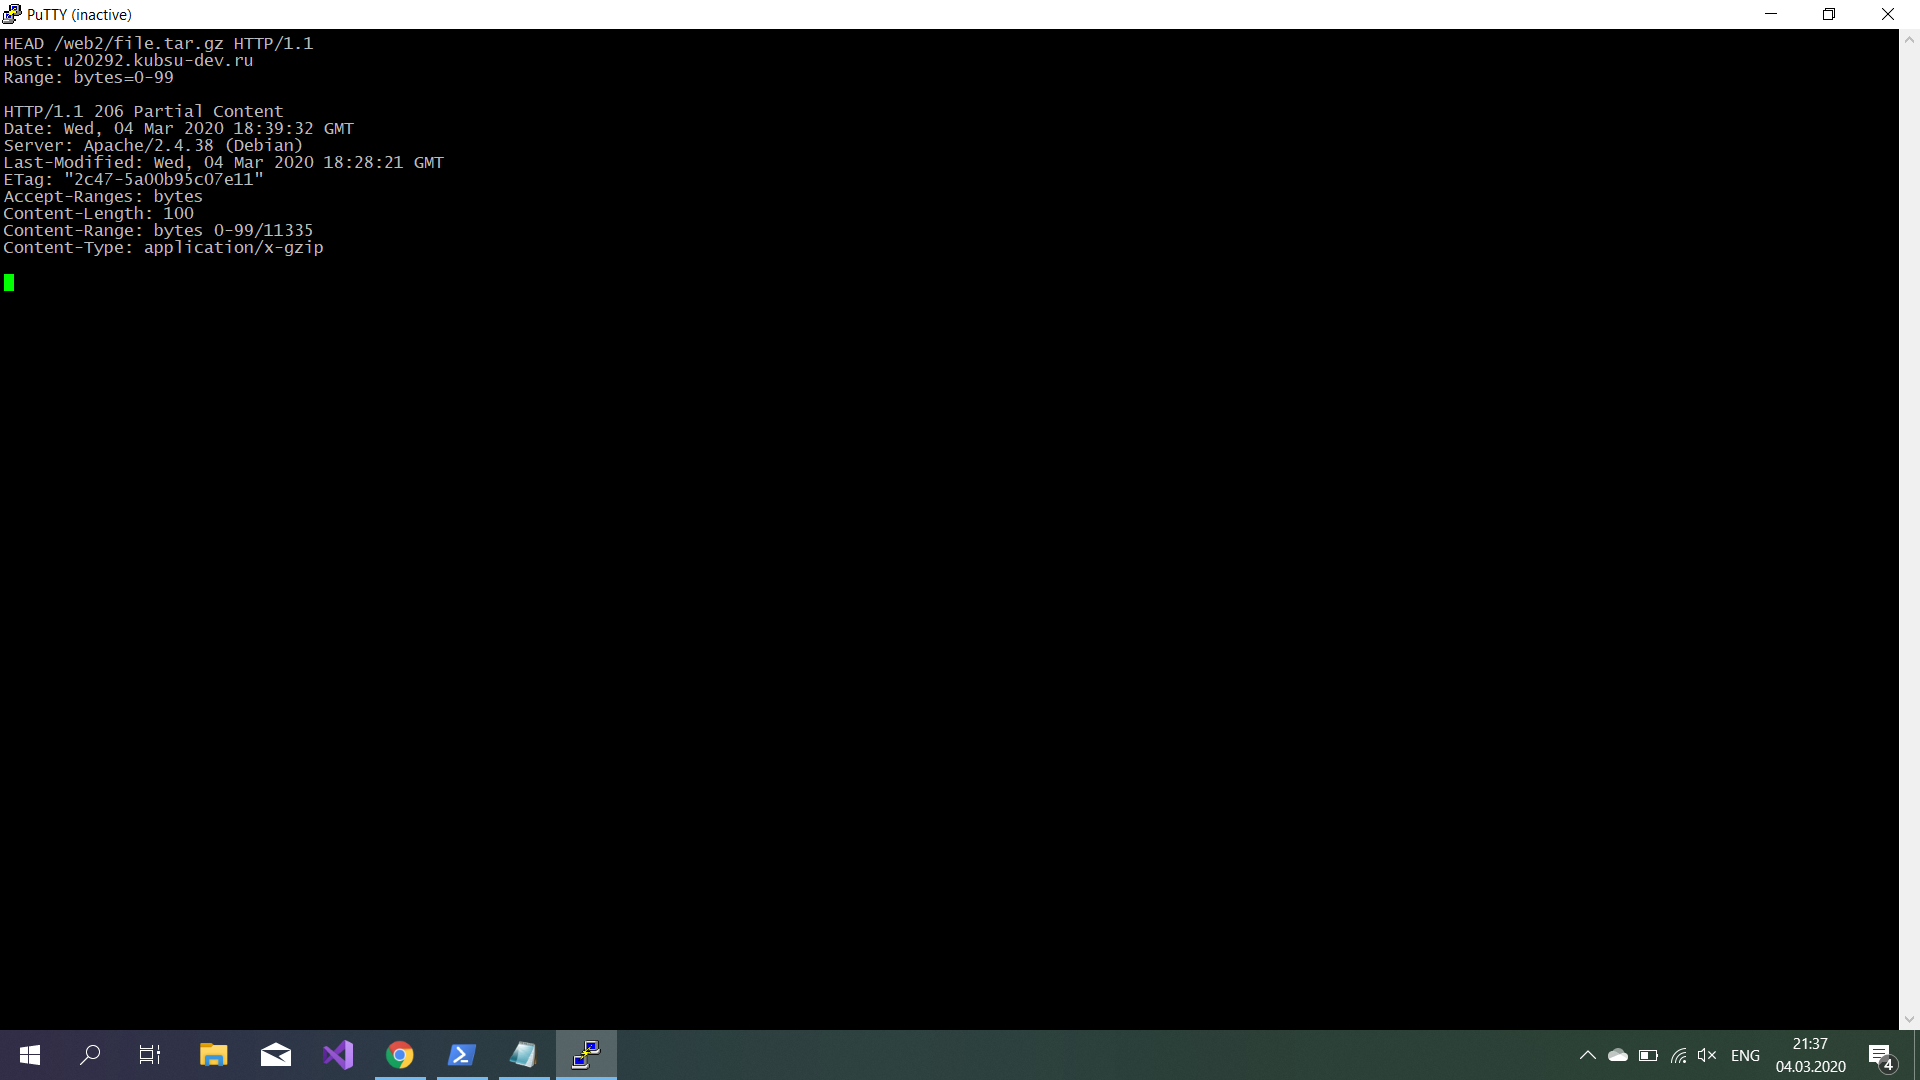 PuTTY (inactive)
HEAD /web2/file.tar.gz HTTP/1.1
Host: u20292.kubsu-dev.ru
Range: bytes=0-99
HTTP/1.1 206 Partial Content
Date: Wed, 04 Mar 2020 18:39:32 GMT
Server: Apache/2.4.38 (Debian)
Last-Modified: Wed, 04 Mar 2020 18:28:21 GMT
ETag: "2c47-5a00b95c07e11"
Accept-Ranges: bytes
Content-Length: 100
Content-Range: bytes 0-99/11335
Content-Type: application/x-gzip
ENG
21:37
04.03.2020
4